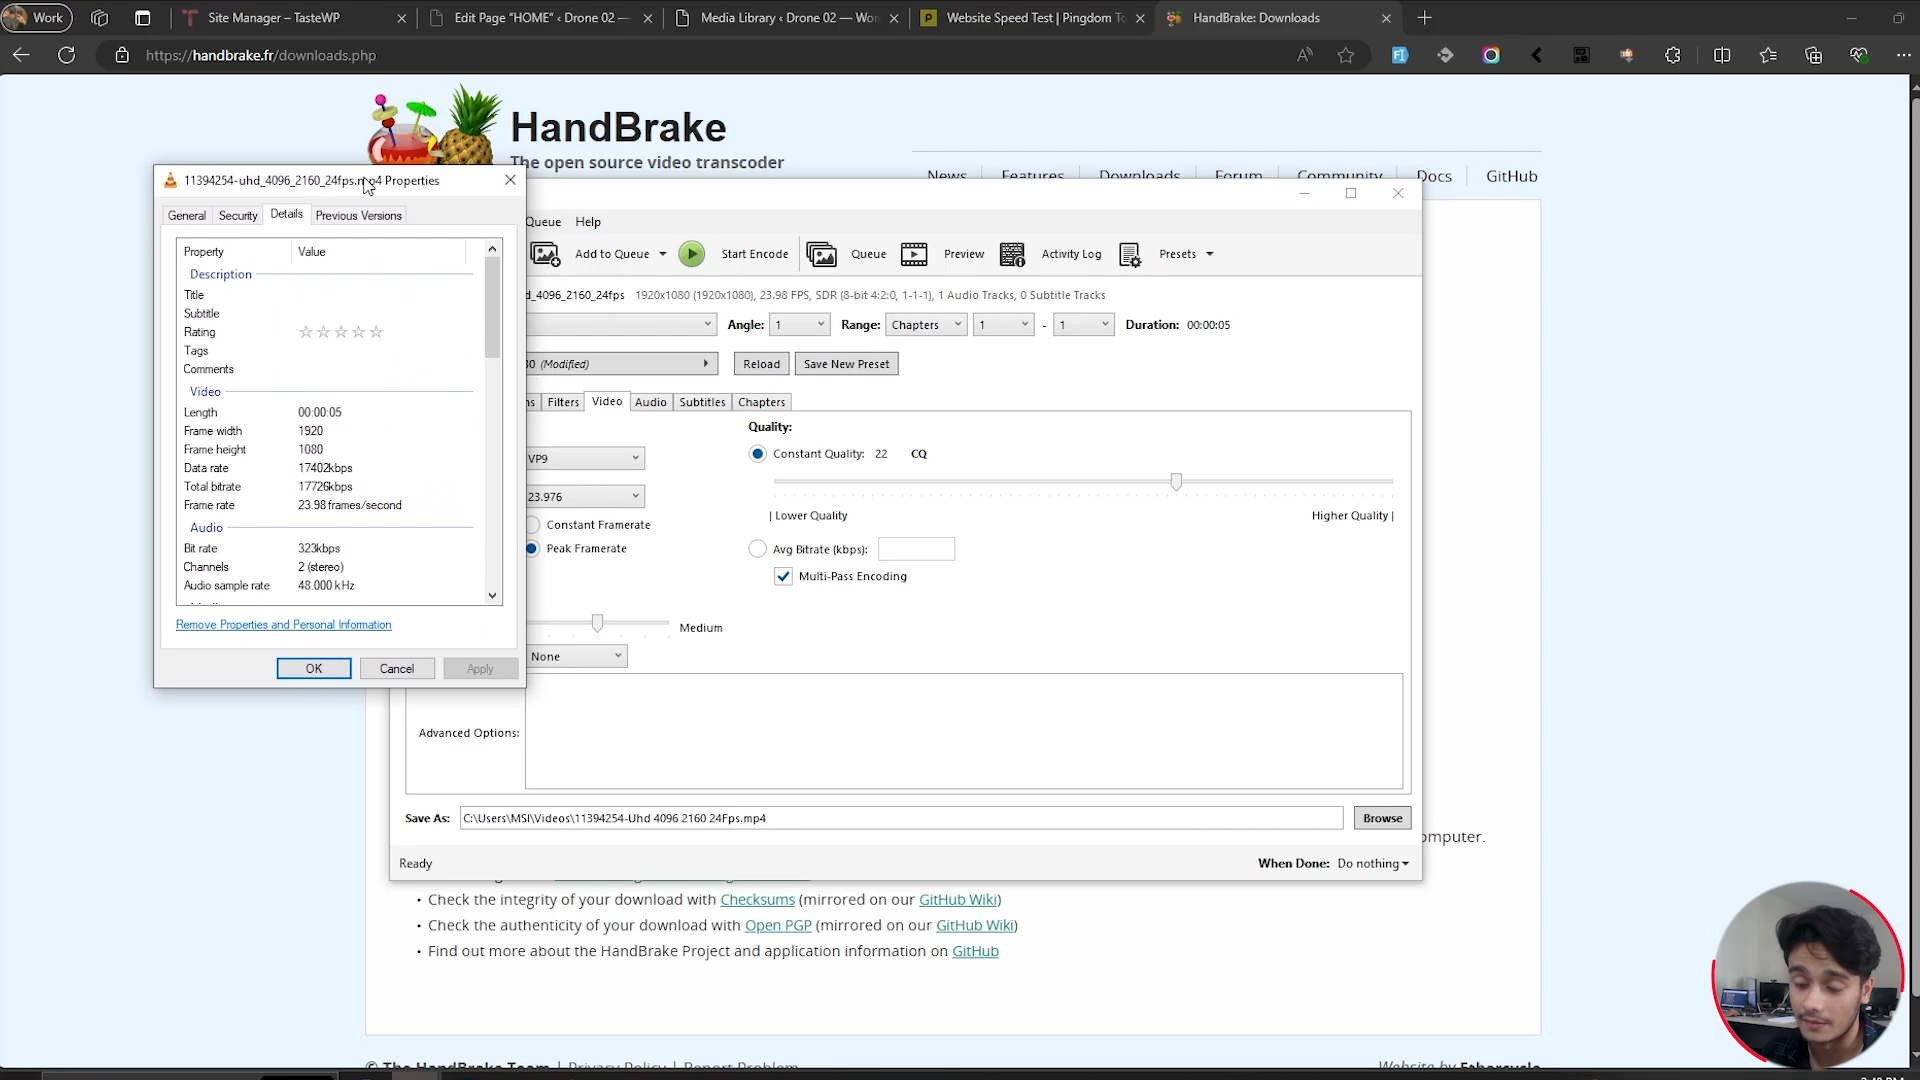 Work
Site Manager – TasteWP
Edit Page “HOME” ‹ Drone 02 —
Media Library ‹ Drone 02 — Wor
Website Speed Test | Pingdom To
HandBrake: Downloads
https://handbrake.fr/downloads.php
HandBrake
The open source video transcoder
News
Features
Downloads
Forum
Community
Docs
GitHub
11394254-uhd_4096_2160_24fps.mp4 Properties
General
Security
Details
Previous Versions
Property Value
Description
Title
Subtitle
Rating
Tags
Comments
Video
Length 00:00:05
Frame width 1920
Frame height 1080
Data rate 17402kbps
Total bitrate 17726kbps
Frame rate 23.98 frames/second
Audio
Bit rate 323kbps
Channels 2 (stereo)
Audio sample rate 48.000 kHz
Remove Properties and Personal Information
OK
Cancel
Apply
Queue Help
Add to Queue
Start Encode
Queue
Preview
Activity Log
Presets
d_4096_2160_24fps 1920x1080 (1920x1080), 23.98 FPS, SDR (8-bit 4:2:0, 1-1-1), 1 Audio Tracks, 0 Subtitle Tracks
Angle: 1 Range: Chapters 1 - 1 Duration: 00:00:05
30 (Modified)
Reload
Save New Preset
ns
Filters
Video
Audio
Subtitles
Chapters
Quality:
VP9
Constant Quality: 22 CQ
23.976
| Lower Quality
Higher Quality |
Constant Framerate
Peak Framerate
Avg Bitrate (kbps):
Multi-Pass Encoding
Medium
None
Advanced Options:
Save As: C:\Users\MSI\Videos\11394254-Uhd 4096 2160 24Fps.mp4
Browse
Ready
When Done: Do nothing
omputer.
• Check the integrity of your download with Checksums (mirrored on our GitHub Wiki)
• Check the authenticity of your download with Open PGP (mirrored on our GitHub Wiki)
• Find out more about the HandBrake Project and application information on GitHub
© The HandBrake Team | Privacy Policy | Report Problem
Website by Ethercycle